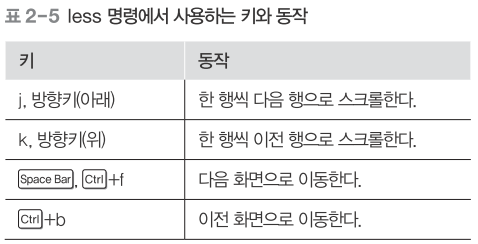 표 2-5 less 명령에서 사용하는 키와 동작
키 동작
j, 방향키(아래) 한 행씩 다음 행으로 스크롤한다.
k, 방향키(위) 한 행씩 이전 행으로 스크롤한다.
Space Bar, Ctrl+f 다음 화면으로 이동한다.
Ctrl+b 이전 화면으로 이동한다.